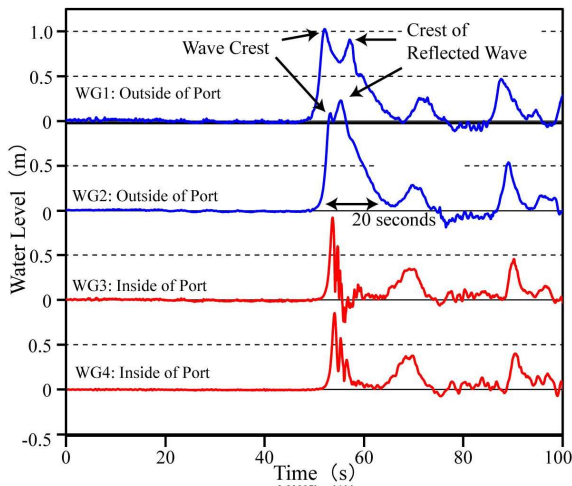 1.0
Wave Crest
Crest of
Reflected Wave
0.5
WG1: Outside of Port
0
0.5
WG2: Outside of Port
0
20 seconds
Water Level (m)
0.5
WG3: Inside of Port
0
0.5
WG4: Inside of Port
0
-0.5
0 20 40 60 80 100
Time (s)